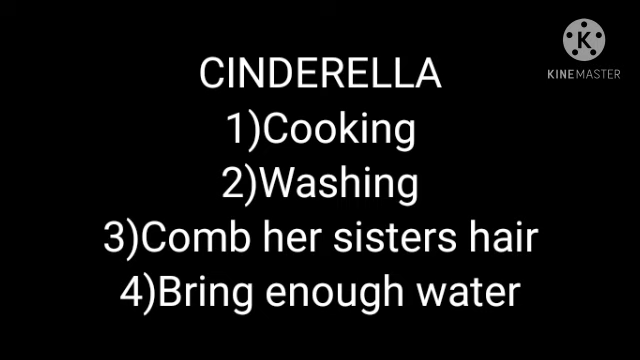 CINDERELLA
1)Cooking
2)Washing
3)Comb her sisters hair
4)Bring enough water
K
KINEMASTER